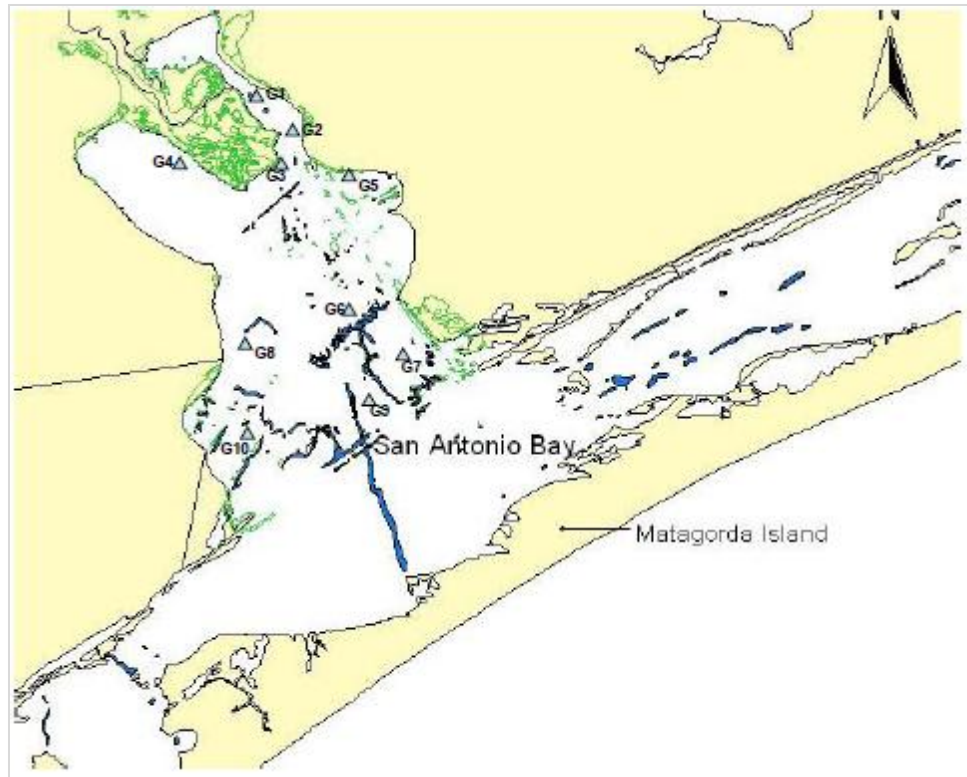 N
G1
G2
G4
G3
G5
G6
G8
G7
G9
G10
San Antonio Bay
Matagorda Island